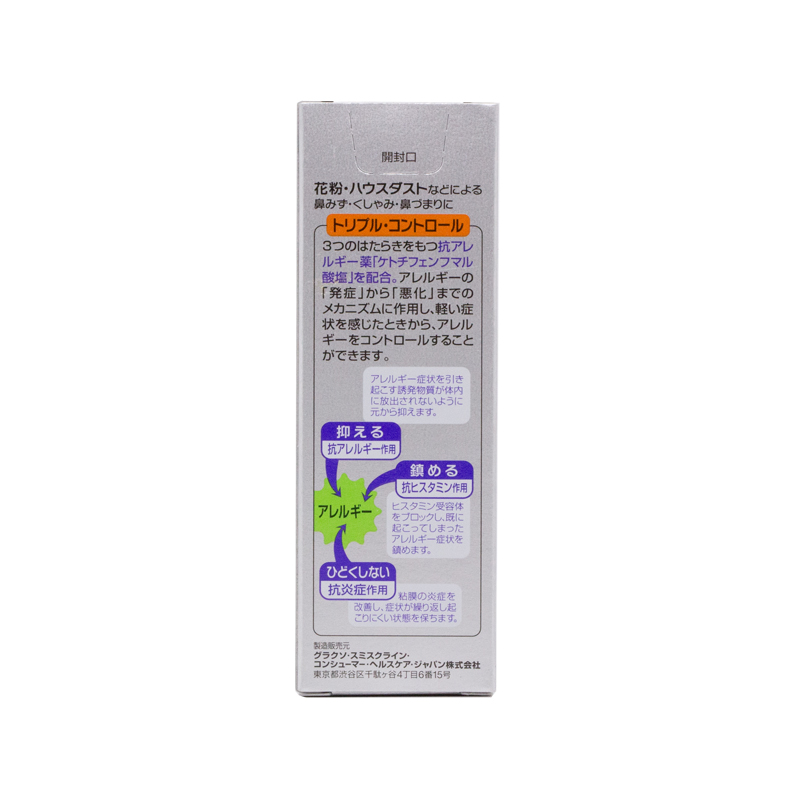 開封口
花粉・ハウスダストなどによる
鼻みず・くしゃみ・鼻づまりに
トリプル・コントロール
3つのはたらきをもつ抗アレ
ルギー薬「ケトチフェンフマル
酸塩」を配合。アレルギーの
「発症」から「悪化」までの
メカニズムに作用し、軽い症
状を感じたときから、アレル
ギーをコントロールすること
ができます。
アレルギー症状を引き
起こす誘発物質が体内
に放出されないように
元から抑えます。
抑える
抗アレルギー作用
鎮める
抗ヒスタミン作用
アレルギー
ヒスタミン受容体
をブロックし、既に
起こってしまった
アレルギー症状を
鎮めます。
ひどくしない
抗炎症作用
粘膜の炎症を
改善し、症状が繰り返し起
こりにくい状態を保ちます。
製造販売元
グラクソ・スミスクライン・
コンシューマー・ヘルスケア・ジャパン株式会社
東京都渋谷区千駄ヶ谷4丁目6番15号